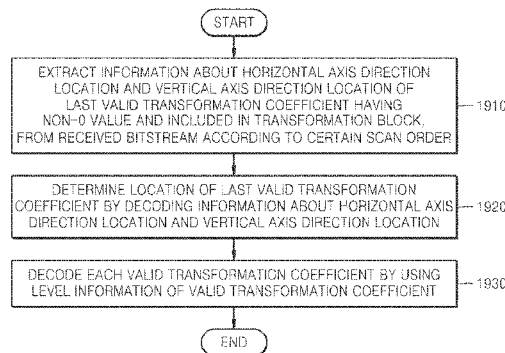 START
EXTRACT INFORMATION ABOUT HORIZONTAL AXIS DIRECTION
LOCATION AND VERTICAL AXIS DIRECTION LOCATION OF
LAST VALID TRANSFORMATION COEFFICIENT HAVING
NON-0 VALUE AND INCLUDED IN TRANSFORMATION BLOCK,
FROM RECEIVED BITSTREAM ACCORDING TO CERTAIN SCAN ORDER
1910
DETERMINE LOCATION OF LAST VALID TRANSFORMATION
COEFFICIENT BY DECODING INFORMATION ABOUT HORIZONTAL AXIS
DIRECTION LOCATION AND VERTICAL AXIS DIRECTION LOCATION
1920
DECODE EACH VALID TRANSFORMATION COEFFICIENT BY USING
LEVEL INFORMATION OF VALID TRANSFORMATION COEFFICIENT
1930
END